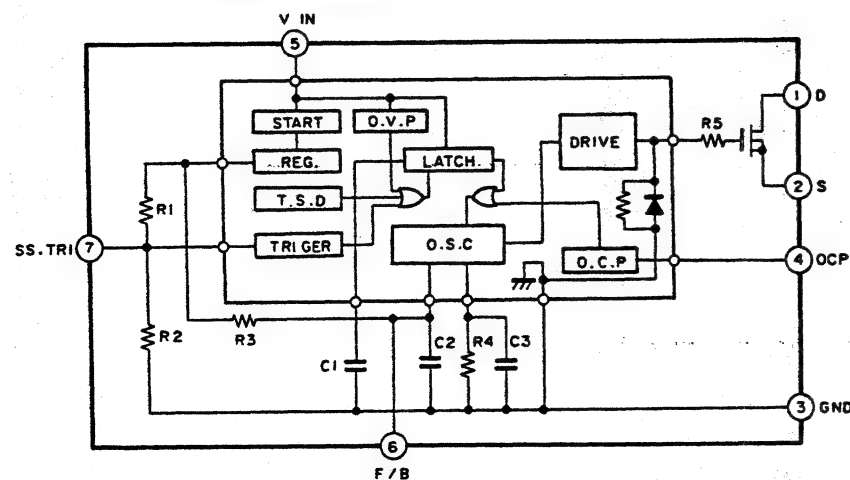 V IN
5
1 D
START
O.V.P
DRIVE
R5
REG.
LATCH.
T.S.D
2 S
R1
SS.TRI 7
TRIGER
O.S.C
O.C.P
4 OCP
R2
R3
C1
C2
R4
C3
3 GND
6
F/B